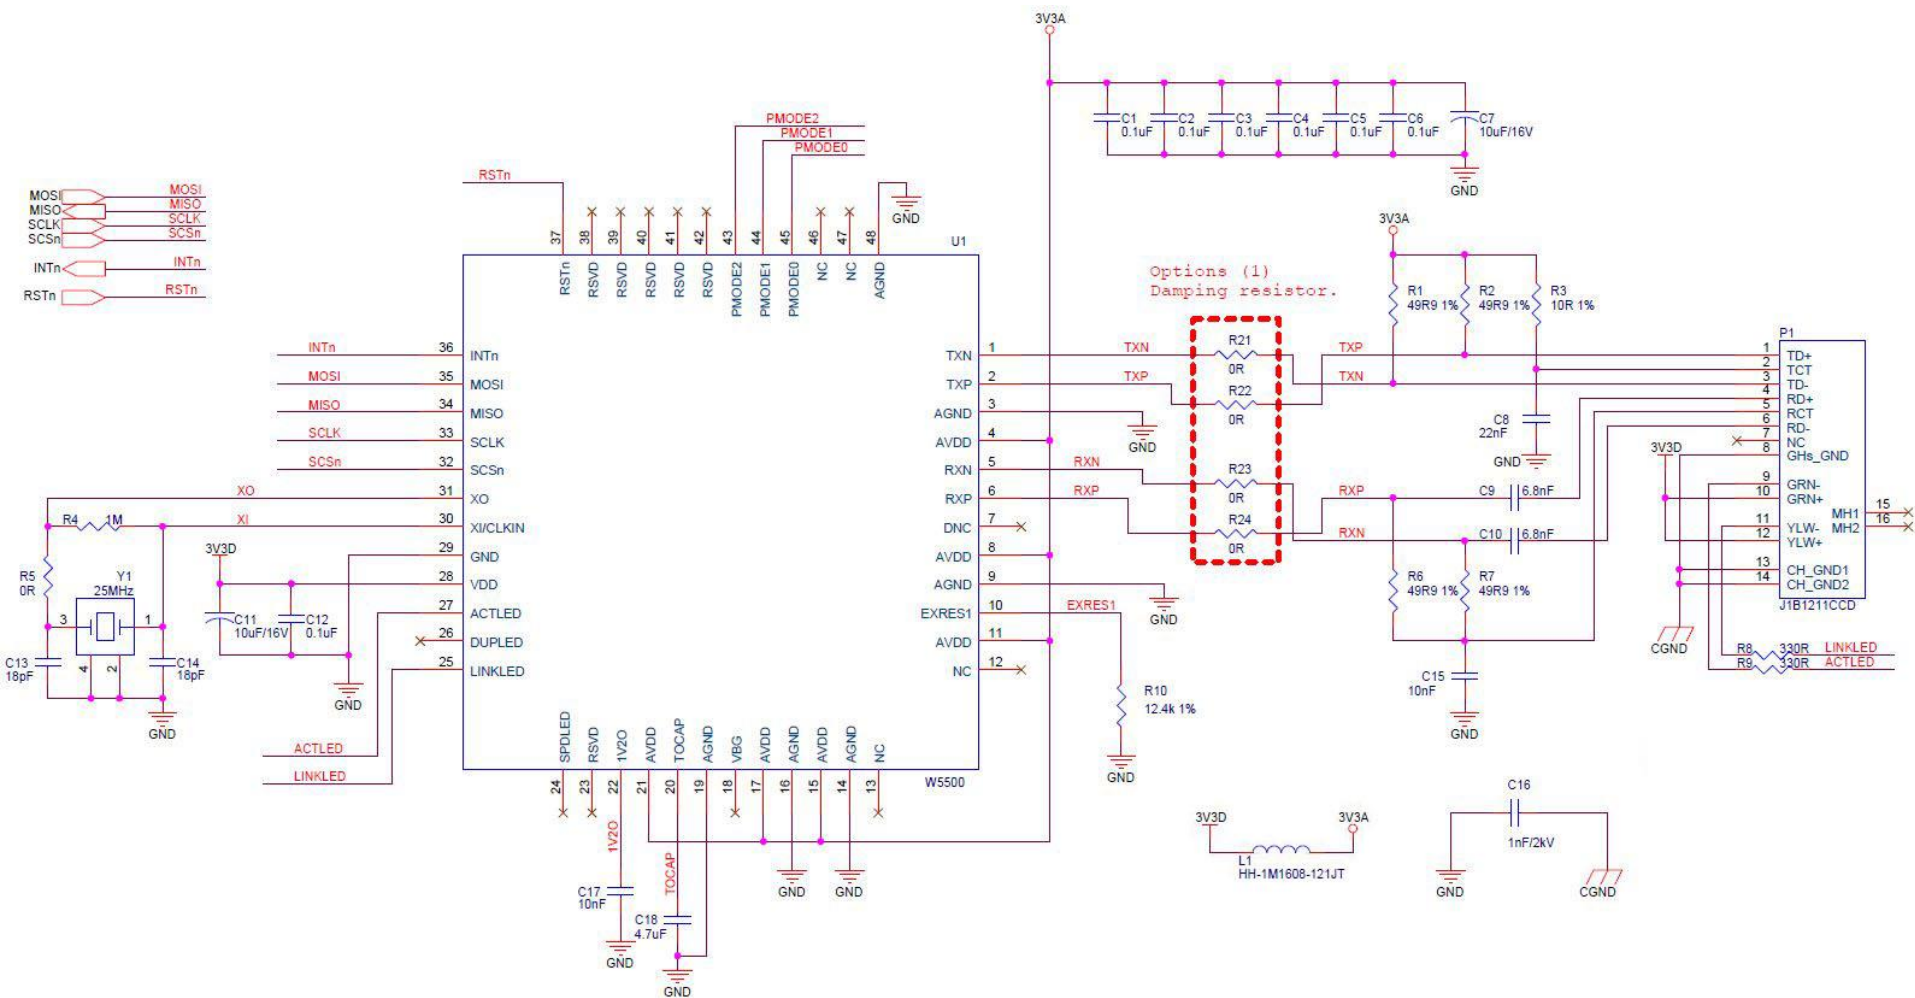 3V3A
C1
0.1uF
C2
0.1uF
C3
0.1uF
C4
0.1uF
C5
0.1uF
C6
0.1uF
C7
10uF/16V
GND
PMODE2
PMODE1
PMODE0
RSTn
GND
MOSI MOSI
MISO MISO
SCLK SCLK
SCSn SCSn
INTn INTn
RSTn RSTn
U1
37 38 39 40 41 42 43 44 45 46 47 48
RSTn RSVD RSVD RSVD RSVD RSVD PMODE2 PMODE1 PMODE0 NC NC AGND
INTn 36 INTn
MOSI 35 MOSI
MISO 34 MISO
SCLK 33 SCLK
SCSn 32 SCSn
XO 31 XO
XI 30 XI/CLKIN
29 GND
28 VDD
27 ACTLED
26 DUPLED
25 LINKLED
TXN 1 TXN
TXP 2 TXP
AGND 3
GND
AVDD 4
RXN 5 RXN
RXP 6 RXP
DNC 7
AVDD 8
AGND 9
GND
EXRES1 10 EXRES1
AVDD 11
NC 12
SPDLED RSVD 1V2O AVDD TOCAP AGND VBG AVDD AGND AVDD AGND NC
24 23 22 21 20 19 18 17 16 15 14 13
W5500
R4 1M
R5
0R
Y1
25MHz
3 1
4 2
C13
18pF
C14
18pF
GND
3V3D
C11
10uF/16V
C12
0.1uF
GND
ACTLED
LINKLED
1V2O
C17
10nF
GND
TOCAP
C18
4.7uF
GND
GND
GND
R10
12.4k 1%
GND
Options (1)
Damping resistor.
R21
0R
R22
0R
R23
0R
R24
0R
3V3A
R1
49R9 1%
R2
49R9 1%
R3
10R 1%
TXP
TXN
C8
22nF
GND
RXP
RXN
C9 6.8nF
C10 6.8nF
R6
49R9 1%
R7
49R9 1%
C15
10nF
GND
P1
1 TD+
2 TCT
3 TD-
4 RD+
5 RCT
6 RD-
7 NC
8 GHs_GND
9 GRN-
10 GRN+
11 YLW-
12 YLW+
13 CH_GND1
14 CH_GND2
MH1 15
MH2 16
J1B1211CCD
3V3D
CGND
R8 330R LINKLED
R9 330R ACTLED
3V3D 3V3A
L1
HH-1M1608-121JT
C16
1nF/2kV
GND CGND